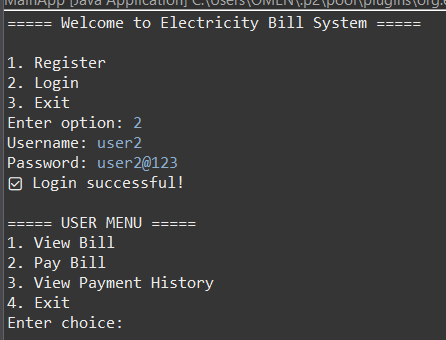 MainApp [Java Application] C:\Users\OMEN\.p2\pool\plugins\org.e
===== Welcome to Electricity Bill System =====
1. Register
2. Login
3. Exit
Enter option: 2
Username: user2
Password: user2@123
☑ Login successful!
===== USER MENU =====
1. View Bill
2. Pay Bill
3. View Payment History
4. Exit
Enter choice: